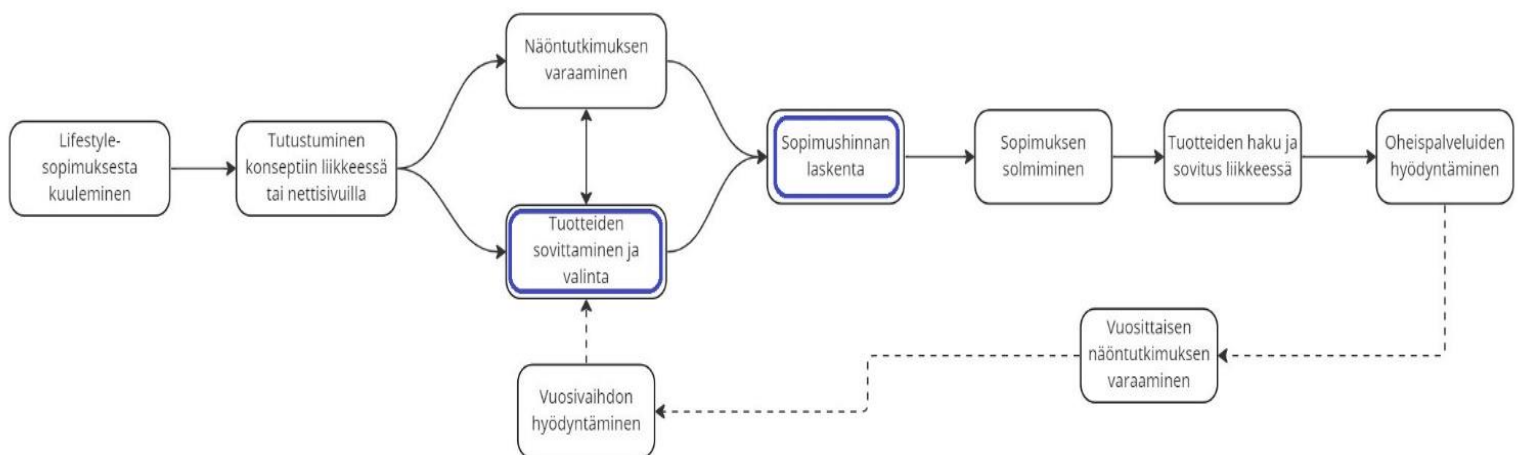 Lifestyle-
sopimuksesta
kuuleminen
Tutustuminen
konseptiin liikkeessä
tai nettisivuilla
Näöntutkimuksen
varaaminen
Tuotteiden
sovittaminen ja
valinta
Sopimushinnan
laskenta
Sopimuksen
solmiminen
Tuotteiden haku ja
sovitus liikkeessä
Oheispalveluiden
hyödyntäminen
Vuosittaisen
näöntutkimuksen
varaaminen
Vuosivaihdon
hyödyntäminen